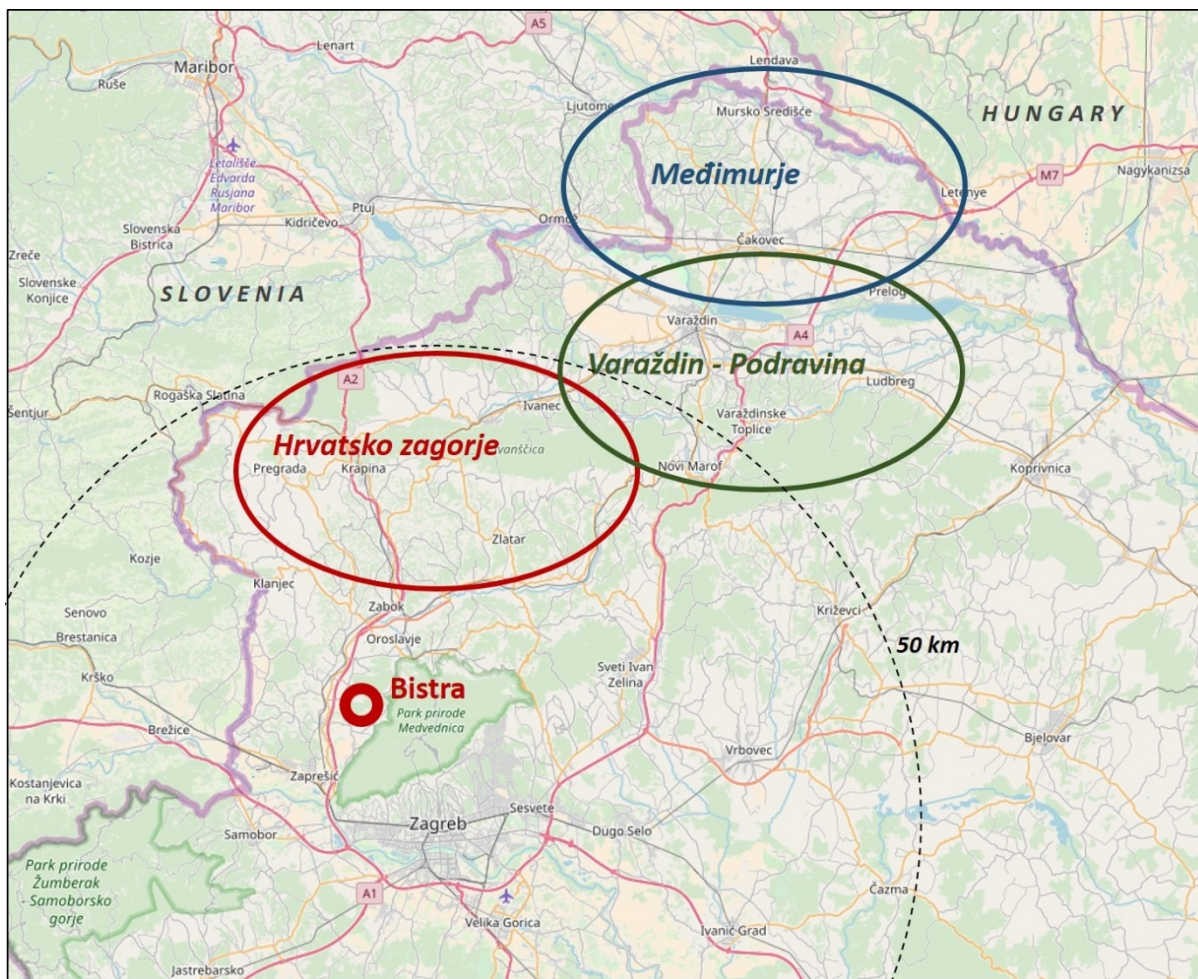 A5
Lenart
Maribor
Ruše
Lendava
Ljutome
Mursko Središće
HUNGARY
Letališče
Edvarda
Rusjana
Maribor
Međimurje
M7
Nagykanizsa
Letenye
Ptuj
Kidričevo
Ormož
Slovenska
Bistrica
Čakovec
Zreče
Slovenske
Konjice
SLOVENIA
Prelog
Varaždin
A4
Varaždin - Podravina
A2
Ludbreg
Rogaška Slatina
Šentjur
Ivanec
Varaždinske
Toplice
Hrvatsko zagorje
vanščica
Pregrada
Krapina
Novi Marof
Koprivnica
Zlatar
Kozje
Klanjec
Zabok
Križevci
Senovo
Brestanica
Oroslavje
50 km
Sveti Ivan
Zelina
Krško
Bistra
Park prirode
Medvednica
Brežice
Vrbovec
Bjelovar
Zaprešić
Kostanjevica
na Krki
Sesvete
Samobor
Zagreb
Dugo Selo
Park prirode
Žumberak
- Samoborsko
gorje
A1
Čazma
Velika Gorica
Ivanić-Grad
Jastrebarsko